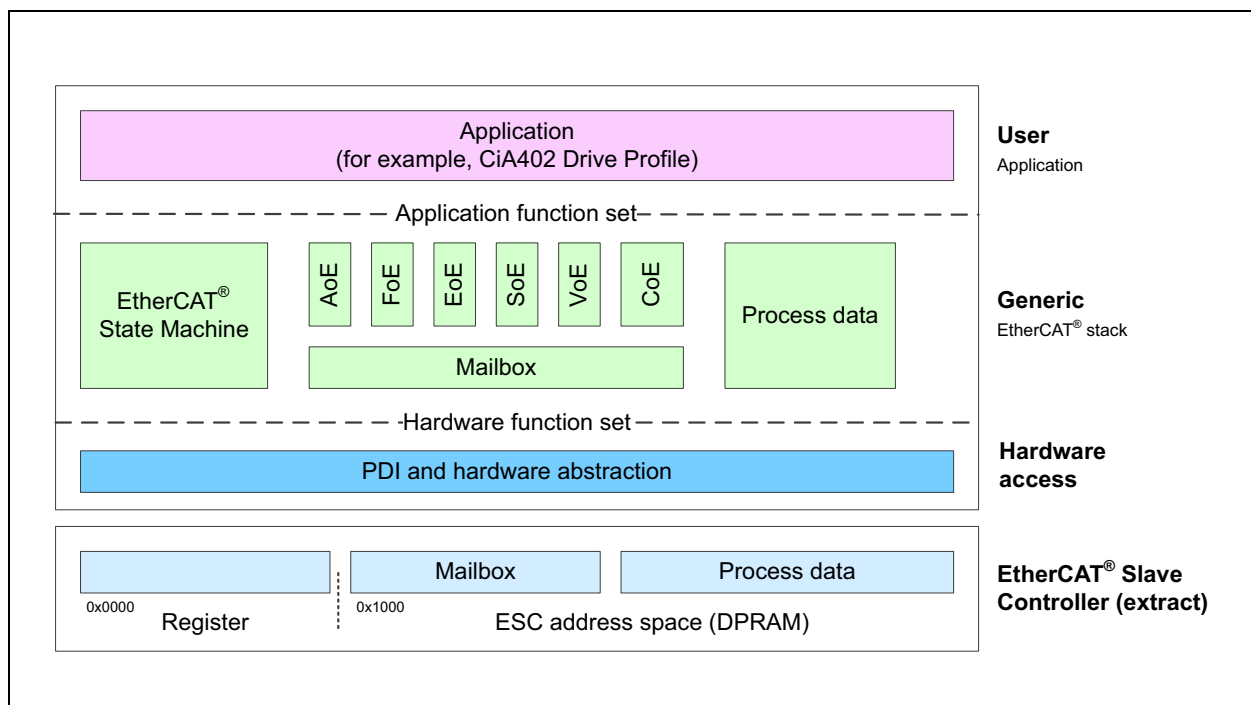 Application
(for example, CiA402 Drive Profile)
User
Application
Application function set
EtherCAT®
State Machine
AoE
FoE
EoE
SoE
VoE
CoE
Mailbox
Process data
Generic
EtherCAT® stack
Hardware function set
PDI and hardware abstraction
Hardware
access
Mailbox
Process data
0x0000
Register
0x1000
ESC address space (DPRAM)
EtherCAT® Slave
Controller (extract)